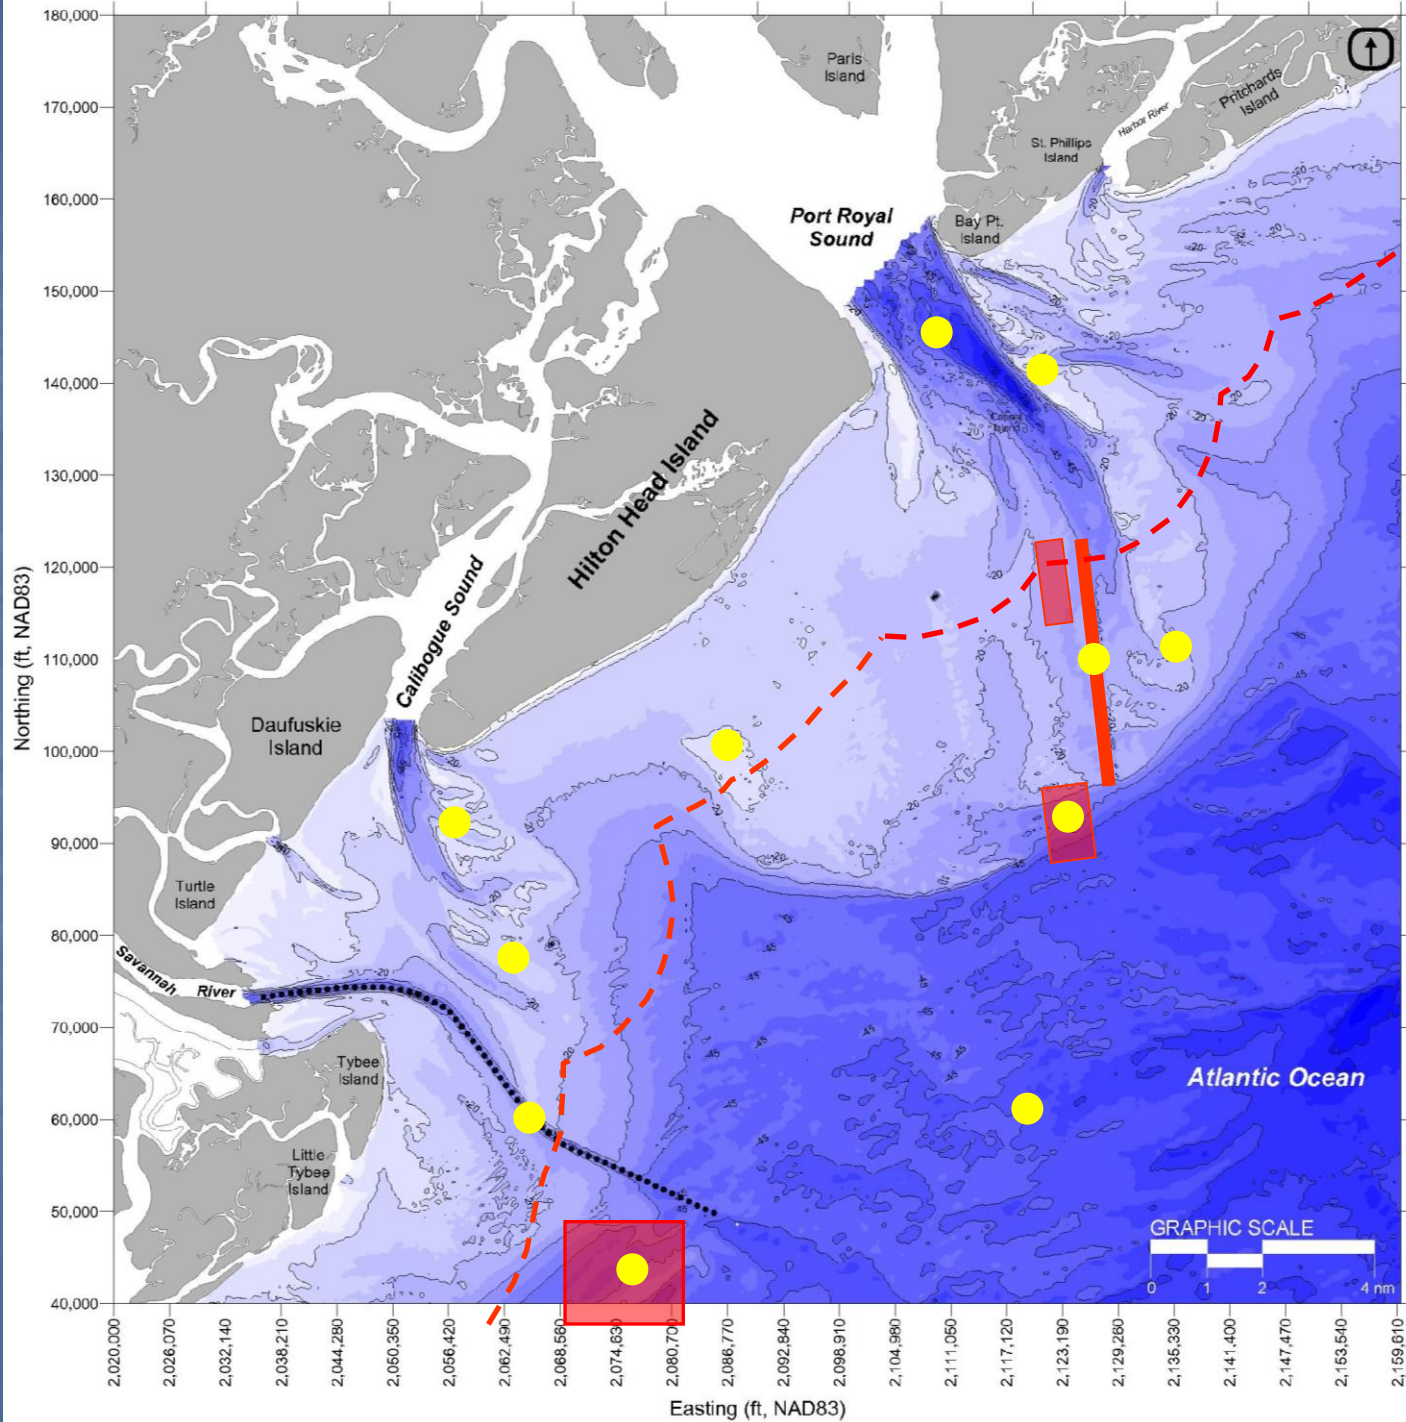 180,000
170,000
160,000
150,000
140,000
130,000
120,000
110,000
100,000
90,000
80,000
70,000
60,000
50,000
40,000
Northing (ft, NAD83)
Paris
Island
Pritchards
Island
Harbor River
St. Phillips
Island
Port Royal
Sound
Bay Pt.
Island
Hilton Head Island
Calibogue Sound
Daufuskie
Island
Turtle
Island
Savannah River
Tybee
Island
Little
Tybee
Island
Atlantic Ocean
GRAPHIC SCALE
0 1 2 4 nm
2,020,000
2,026,070
2,032,140
2,038,210
2,044,280
2,050,350
2,056,420
2,062,490
2,068,560
2,074,630
2,080,700
2,086,770
2,092,840
2,098,910
2,104,980
2,111,050
2,117,120
2,123,190
2,129,260
2,135,330
2,141,400
2,147,470
2,153,540
2,159,610
Easting (ft, NAD83)